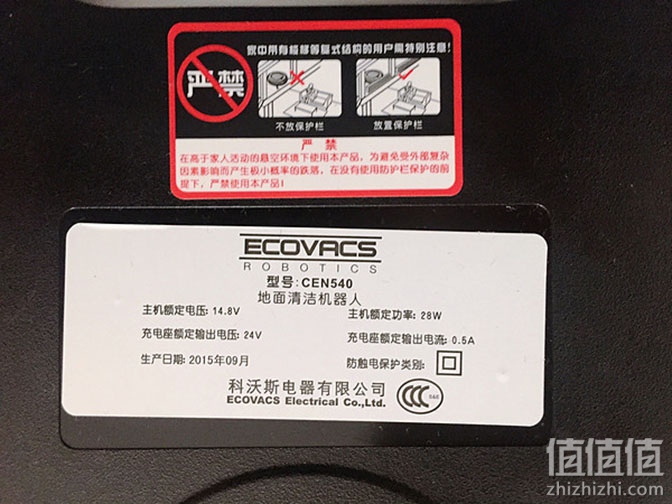 家中带有楼梯等复式结构的用户需特别注意!
严禁
不放保护栏
放置保护栏
严 禁
在高于家人活动的悬空环境下使用本产品，为避免受外部复杂
因素影响而产生极小概率的跌落，在没有使用防护栏保护的前
提下，严禁使用本产品!
ECOVACS
ROBOTICS
型号:CEN540
地面清洁机器人
主机额定电压: 14.8V
主机额定功率: 28W
充电座额定输出电压: 24V
充电座额定输出电流: 0.5A
生产日期: 2015年09月
防触电保护类别:
科沃斯电器有限公司
ECOVACS Electrical Co.,Ltd.
CCC
值值值
zhizhizhi.com